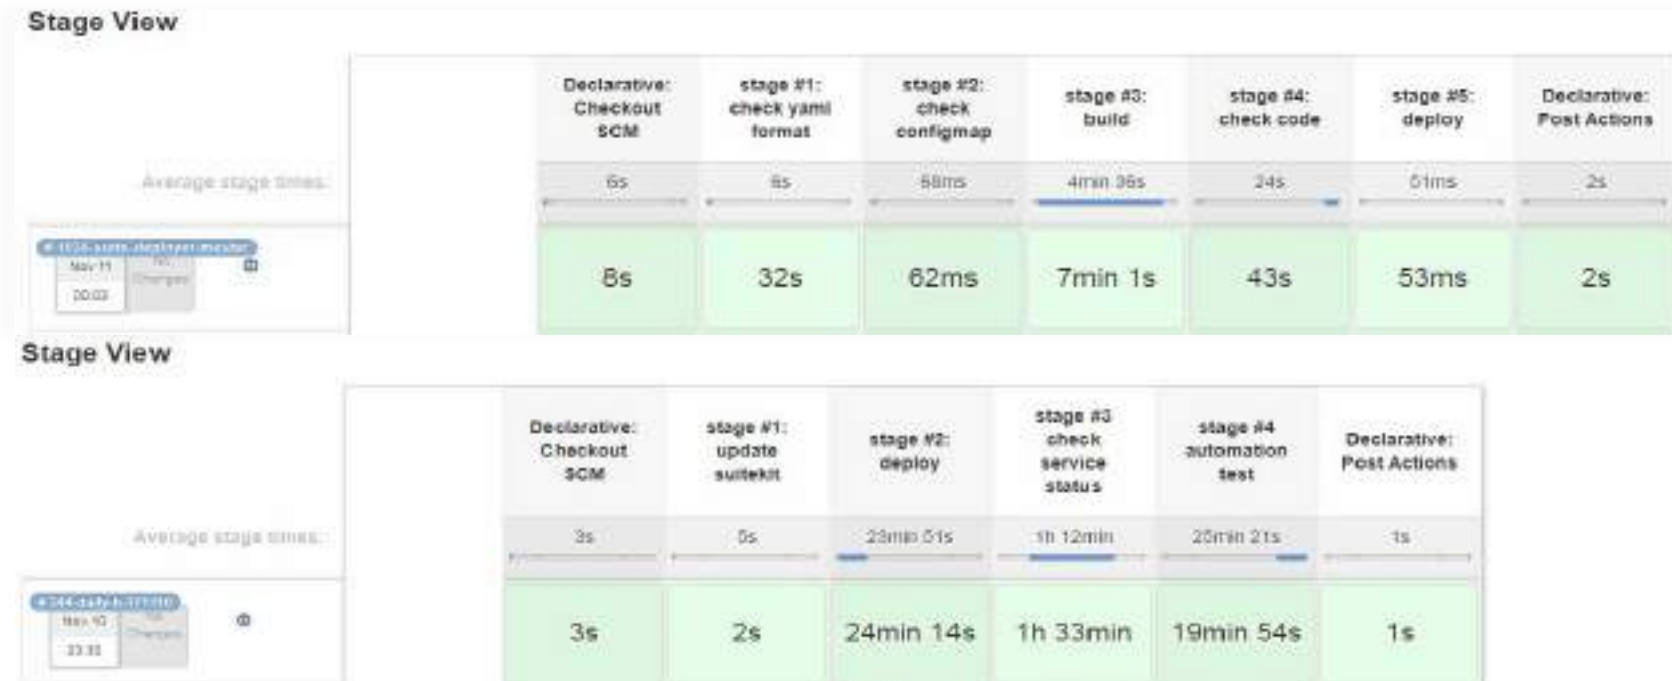 Stage View
Declarative:
Checkout
SCM
stage #1:
check yaml
format
stage #2:
check
configmap
stage #3:
build
stage #4:
check code
stage #5:
deploy
Declarative:
Post Actions
Average stage times:
6s
6s
68ms
4min 36s
24s
51ms
2s
Nov 11
No
Changes
00:03
8s
32s
62ms
7min 1s
43s
53ms
2s
Stage View
Declarative:
Checkout
SCM
stage #1:
update
suitekit
stage #2:
deploy
stage #3
check
service
status
stage #4
automation
test
Declarative:
Post Actions
Average stage times:
3s
5s
23min 51s
1h 12min
25min 21s
1s
Nov 10
No
Changes
3s
2s
24min 14s
1h 33min
19min 54s
1s